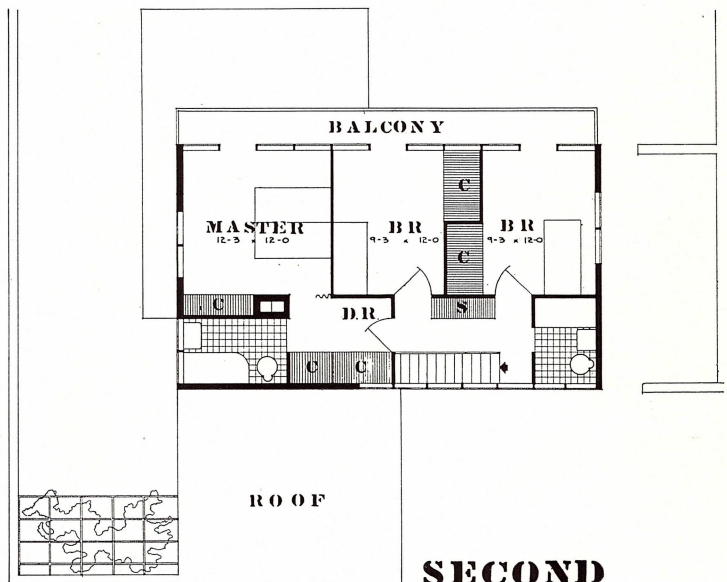 BALCONY
C
MASTER
12-3 x 12-0
BR
9-3 x 12-0
BR
9-3 x 12-0
C
C
D.R.
S
C
C
ROOF
SECOND